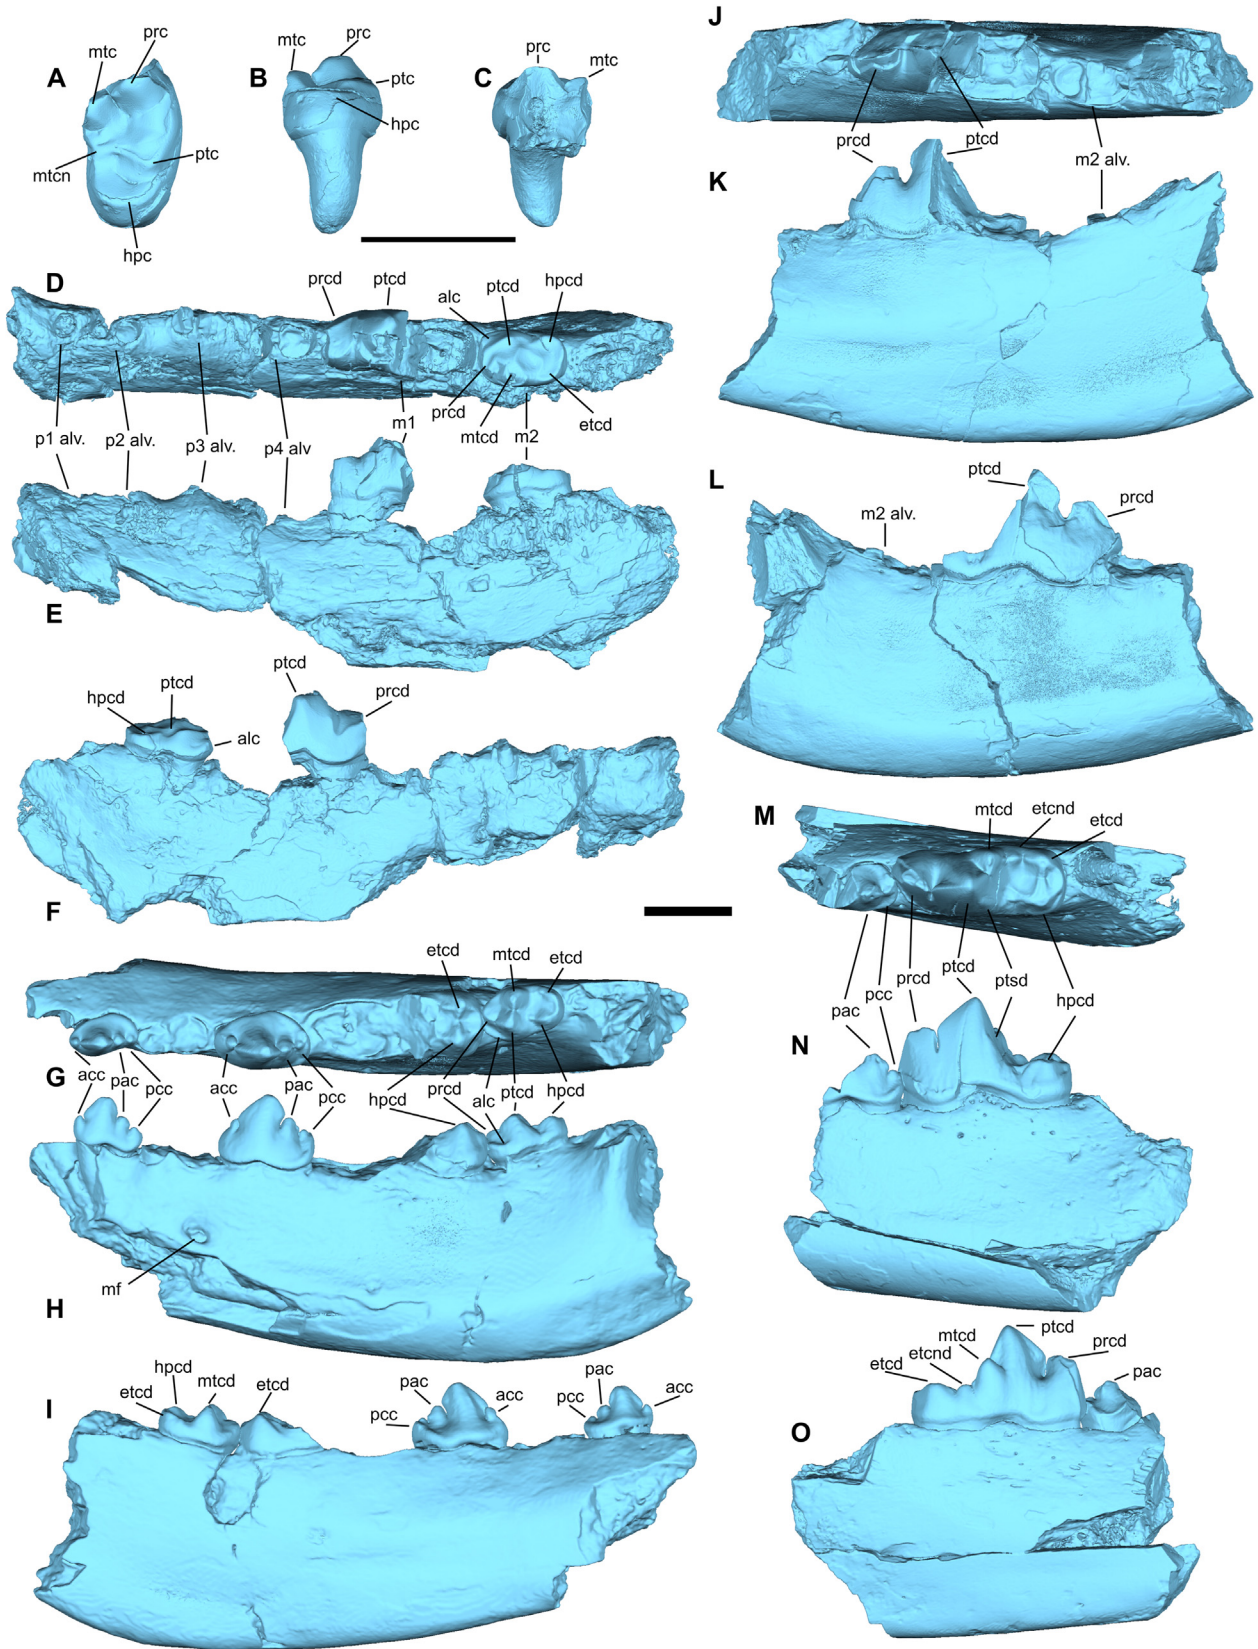 A
mtc
prc
mtcn
ptc
hpc
B
mtc
prc
ptc
hpc
C
prc
mtc
D
prcd
ptcd
alc
ptcd
hpcd
prcd
mtcd
etcd
m1
m2
p1 alv.
p2 alv.
p3 alv.
p4 alv
E
hpcd
ptcd
alc
ptcd
prcd
F
etcd
mtcd
etcd
G
acc
pac
pcc
acc
pac
pcc
hpcd
prcd
alc
ptcd
hpcd
mf
H
I
etcd
hpcd
mtcd
etcd
pac
acc
pcc
pac
pcc
acc
J
prcd
ptcd
m2 alv.
K
L
ptcd
prcd
m2 alv.
M
mtcd
etcnd
etcd
pac
pcc
prcd
ptcd
ptsd
hpcd
N
ptcd
mtcd
prcd
etcnd
etcd
pac
O